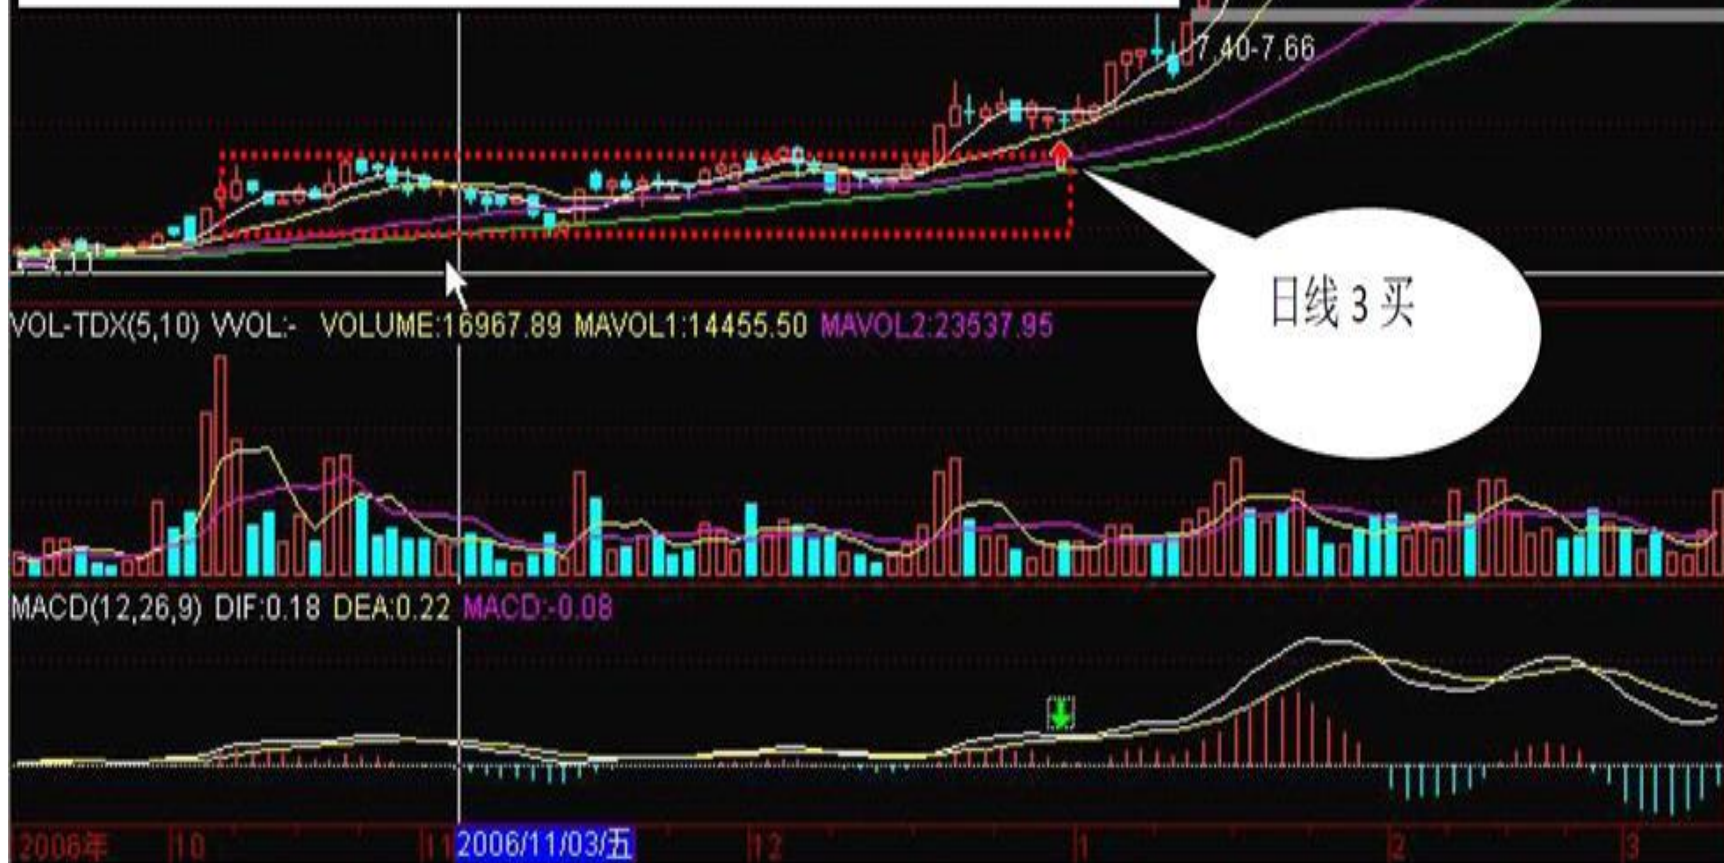 7.40-7.66
日线 3 买
VOL-TDX(5,10) VVOL:- VOLUME:16967.89 MAVOL1:14455.50 MAVOL2:23537.95
MACD(12,26,9) DIF:0.18 DEA:0.22 MACD:-0.08
2006年 10 11 2006/11/03/五 12 1 2 3